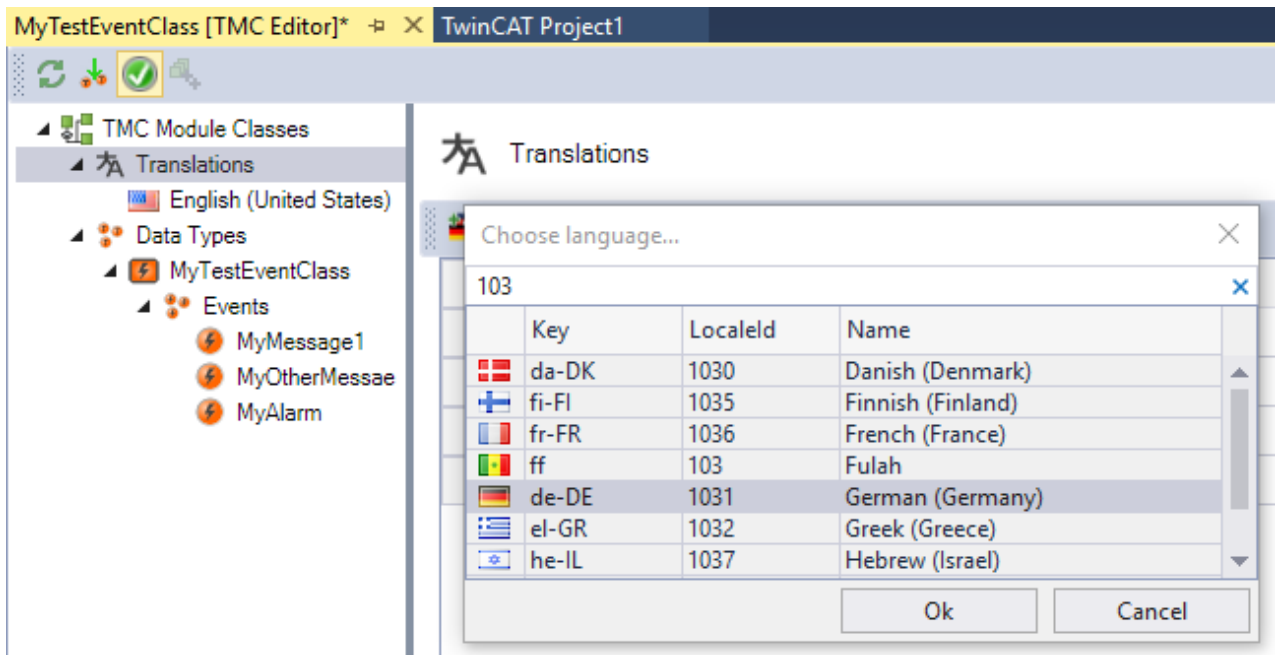 MyTestEventClass [TMC Editor]* TwinCAT Project1
TMC Module Classes
Translations
English (United States)
Data Types
MyTestEventClass
Events
MyMessage1
MyOtherMessae
MyAlarm
Translations
Choose language...
103
Key LocaleId Name
da-DK 1030 Danish (Denmark)
fi-FI 1035 Finnish (Finland)
fr-FR 1036 French (France)
ff 103 Fulah
de-DE 1031 German (Germany)
el-GR 1032 Greek (Greece)
he-IL 1037 Hebrew (Israel)
Ok Cancel